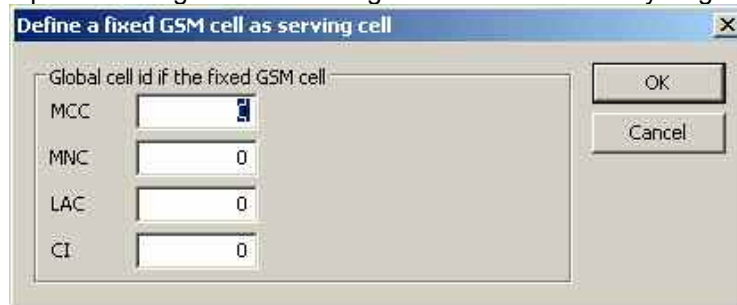 Define a fixed GSM cell as serving cell
Global cell id if the fixed GSM cell
OK
MCC
Cancel
MNC 0
LAC 0
CI 0